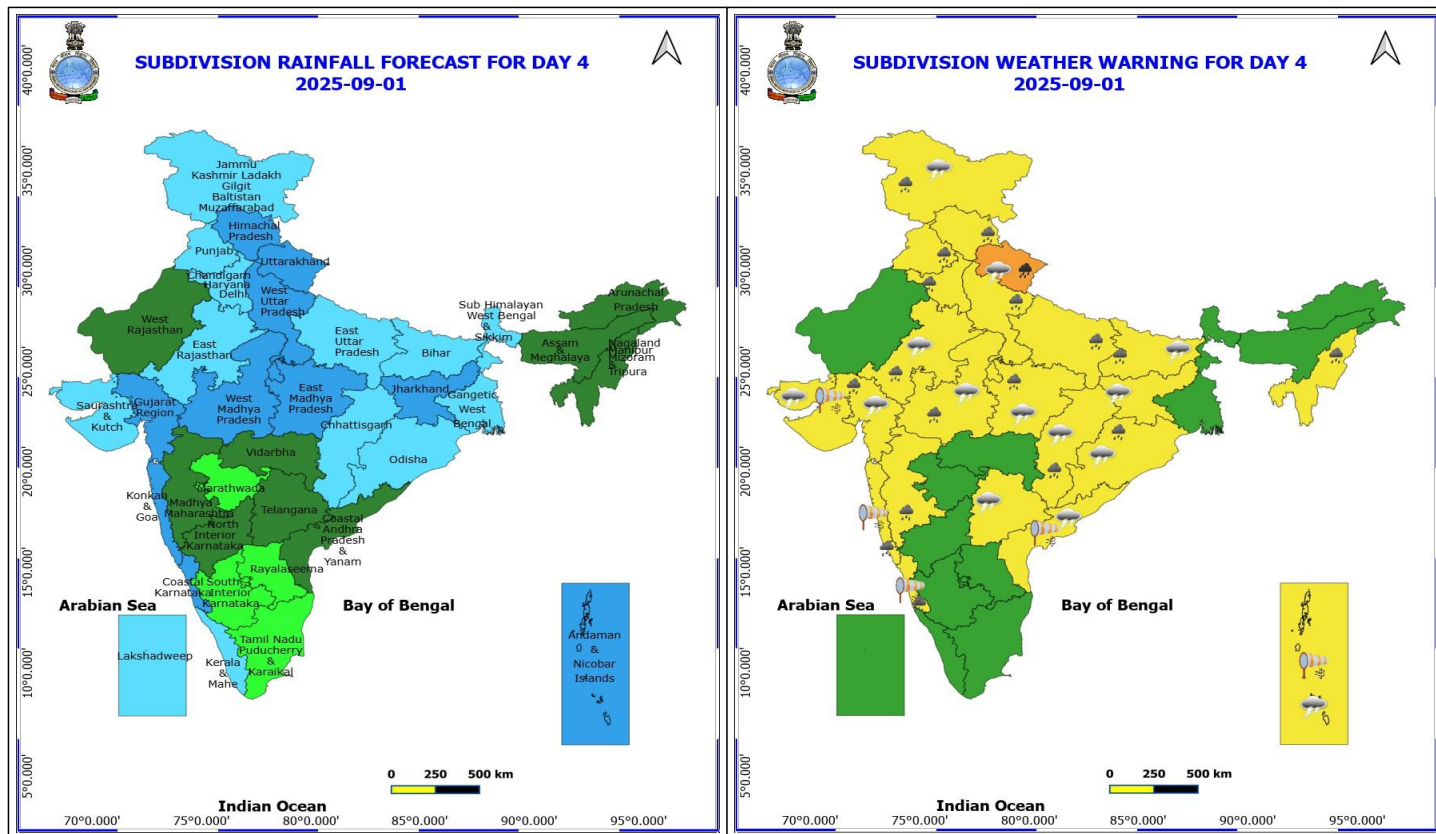 SUBDIVISION RAINFALL FORECAST FOR DAY 4
2025-09-01
40°0.000'
35°0.000'
30°0.000'
25°0.000'
20°0.000'
15°0.000'
10°0.000'
5°0.000'
Jammu
Kashmir Ladakh
Gilgit
Baltistan
Muzaffarabad
Himachal
Pradesh
Punjab
Uttarakhand
Chandigarh
Haryana
Delhi
West
Uttar
Pradesh
West
Rajasthan
East
Rajasthan
East
Uttar
Pradesh
Bihar
Sub Himalayan
West Bengal
&
Sikkim
Arunachal
Pradesh
Assam
&
Meghalaya
Nagaland
Manipur
Mizoram
&
Tripura
Saurashtra
&
Kutch
Gujarat
Region
West
Madhya
Pradesh
East
Madhya
Pradesh
Jharkhand
Gangetic
West
Bengal
Chhattisgarh
Odisha
Vidarbha
Marathwada
Konkan
&
Goa
Madhya
Maharashtra
North
Interior
Karnataka
Telangana
Coastal
Andhra
Pradesh
&
Yanam
Rayalaseema
Coastal
Karnataka
South
Interior
Karnataka
Arabian Sea
Bay of Bengal
Lakshadweep
Kerala
&
Mahe
Tamil Nadu
Puducherry
&
Karaikal
Andaman
&
Nicobar
Islands
0 250 500 km
Indian Ocean
70°0.000' 75°0.000' 80°0.000' 85°0.000' 90°0.000' 95°0.000'
SUBDIVISION WEATHER WARNING FOR DAY 4
2025-09-01
40°0.000'
35°0.000'
30°0.000'
25°0.000'
20°0.000'
15°0.000'
10°0.000'
5°0.000'
Arabian Sea
Bay of Bengal
0 250 500 km
Indian Ocean
70°0.000' 75°0.000' 80°0.000' 85°0.000' 90°0.000' 95°0.000'